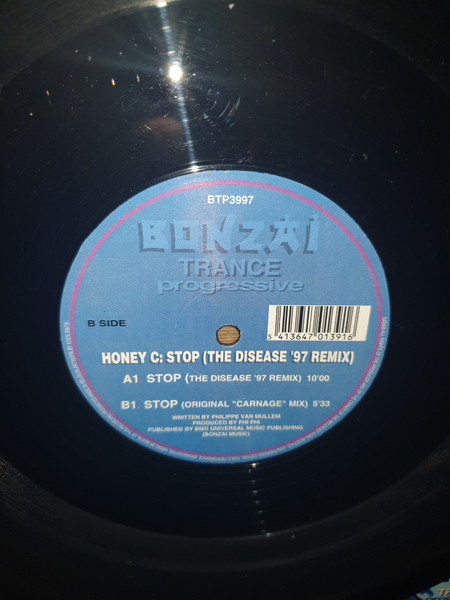 BTP3997
BONZAI
TRANCE
progressive
B SIDE
5 413647 013916
HONEY C: STOP (THE DISEASE '97 REMIX)
A1 STOP (THE DISEASE '97 REMIX) 10'00
B1 STOP (ORIGINAL "CARNAGE" MIX) 5'33
WRITTEN BY PHILIPPE VAN MULLEM
PRODUCED BY PHI PHI
PUBLISHED BY BMG UNIVERSAL MUSIC PUBLISHING
(BONZAI MUSIC)